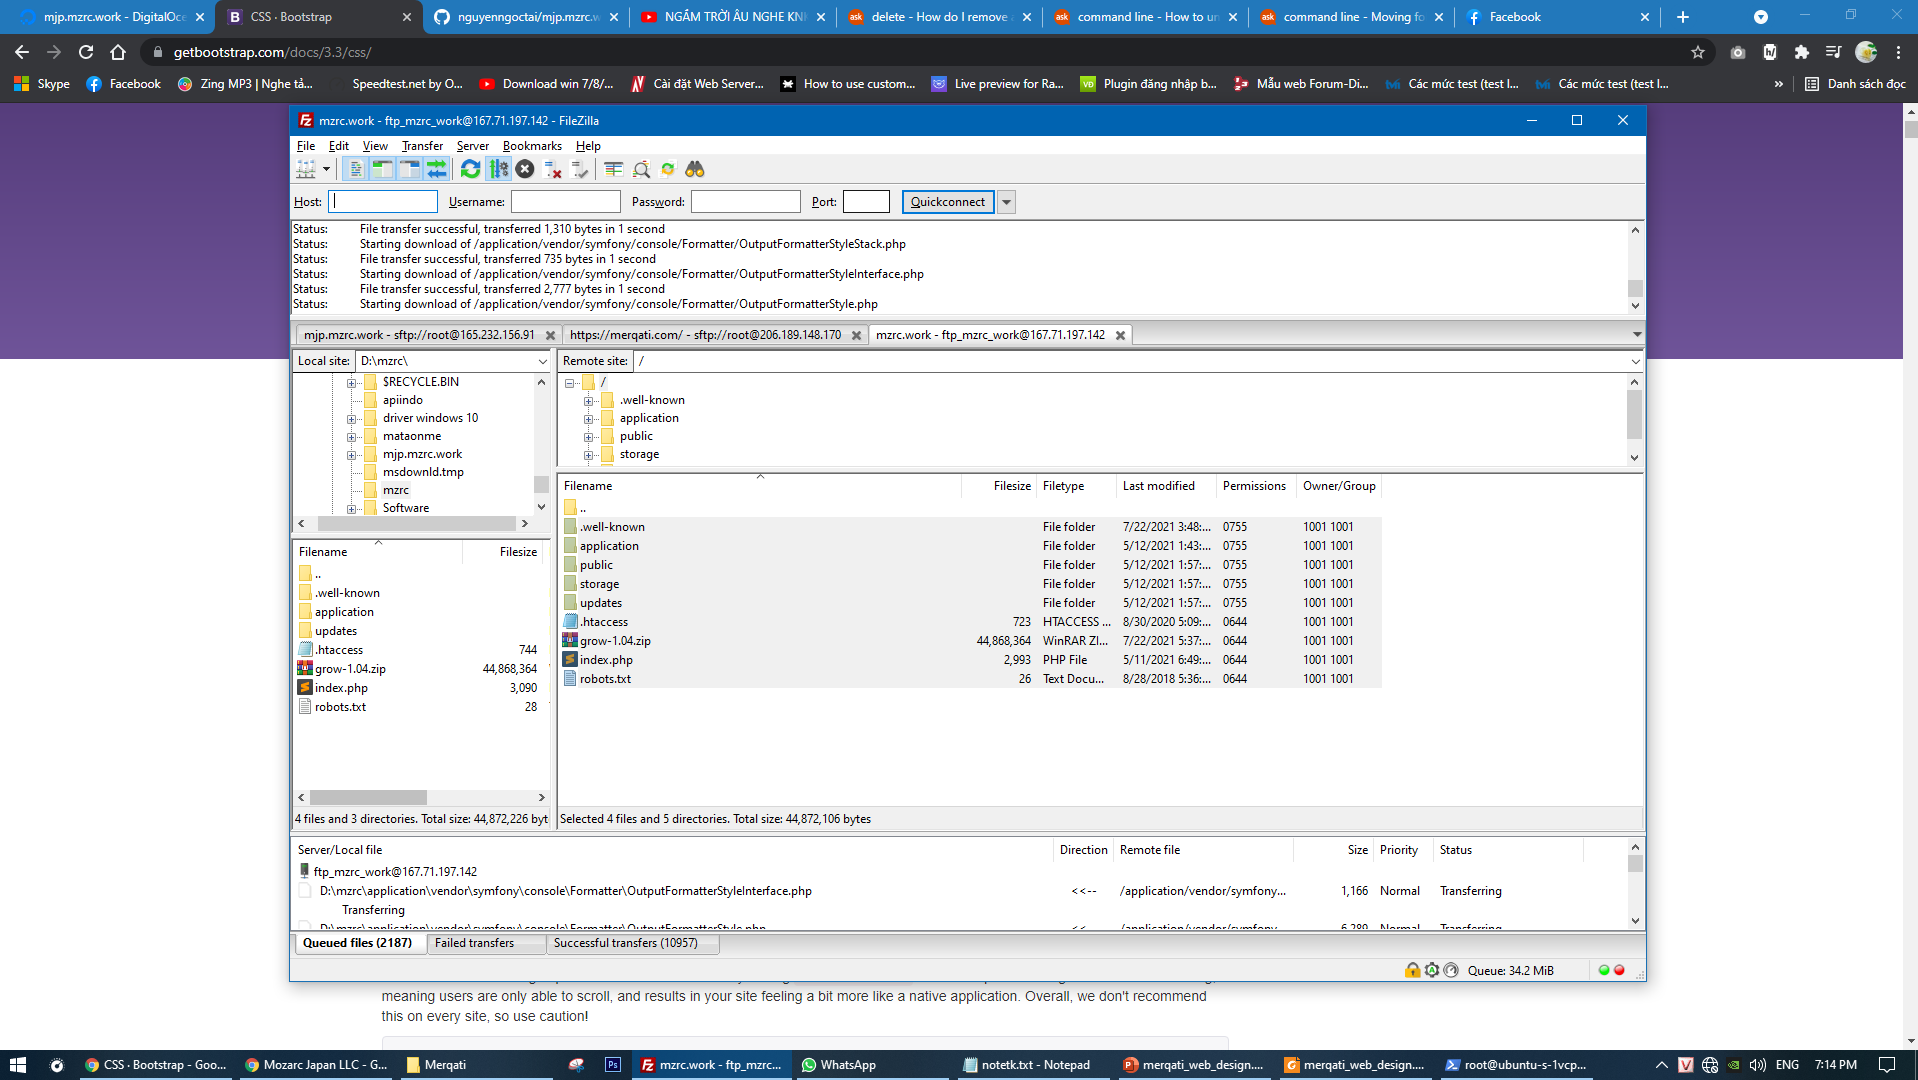 mjp.mzrc.work - DigitalOce
CSS · Bootstrap
nguyenngoctai/mjp.mzrc.w
NGẮM TRỜI ÂU NGHE KNI
delete - How do I remove a
command line - How to un
command line - Moving fo
Facebook
getbootstrap.com/docs/3.3/css/
Skype
Facebook
Zing MP3 | Nghe tả...
Speedtest.net by O...
Download win 7/8/...
Cài đặt Web Server...
How to use custom...
Live preview for Ra...
Plugin đăng nhập b...
Mẫu web Forum-Di...
Các mức test (test l...
Các mức test (test l...
»
Danh sách đọc
mzrc.work - ftp_mzrc_work@167.71.197.142 - FileZilla
File Edit View Transfer Server Bookmarks Help
Host: Username: Password: Port: Quickconnect
Status: File transfer successful, transferred 1,310 bytes in 1 second
Status: Starting download of /application/vendor/symfony/console/Formatter/OutputFormatterStyleStack.php
Status: File transfer successful, transferred 735 bytes in 1 second
Status: Starting download of /application/vendor/symfony/console/Formatter/OutputFormatterStyleInterface.php
Status: File transfer successful, transferred 2,777 bytes in 1 second
Status: Starting download of /application/vendor/symfony/console/Formatter/OutputFormatterStyle.php
mjp.mzrc.work - sftp://root@165.232.156.91
https://merqati.com/ - sftp://root@206.189.148.170
mzrc.work - ftp_mzrc_work@167.71.197.142
Local site: D:\mzrc\
$RECYCLE.BIN
apiindo
driver windows 10
mataonme
mjp.mzrc.work
msdownld.tmp
mzrc
Software
Filename Filesize
..
.well-known
application
updates
.htaccess 744
grow-1.04.zip 44,868,364
index.php 3,090
robots.txt 28
4 files and 3 directories. Total size: 44,872,226 byt
Remote site: /
/
.well-known
application
public
storage
Filename Filesize Filetype Last modified Permissions Owner/Group
..
.well-known File folder 7/22/2021 3:48:... 0755 1001 1001
application File folder 5/12/2021 1:43:... 0755 1001 1001
public File folder 5/12/2021 1:57:... 0755 1001 1001
storage File folder 5/12/2021 1:57:... 0755 1001 1001
updates File folder 5/12/2021 1:57:... 0755 1001 1001
.htaccess 723 HTACCESS ... 8/30/2020 5:09:... 0644 1001 1001
grow-1.04.zip 44,868,364 WinRAR ZI... 7/22/2021 5:37:... 0644 1001 1001
index.php 2,993 PHP File 5/11/2021 6:49:... 0644 1001 1001
robots.txt 26 Text Docu... 8/28/2018 5:36:... 0644 1001 1001
Selected 4 files and 5 directories. Total size: 44,872,106 bytes
Server/Local file Direction Remote file Size Priority Status
ftp_mzrc_work@167.71.197.142
D:\mzrc\application\vendor\symfony\console\Formatter\OutputFormatterStyleInterface.php <<-- /application/vendor/symfony... 1,166 Normal Transferring
Transferring
D:\mzrc\application\vendor\symfony\console\Formatter\OutputFormatterStyle.php <<-- /application/vendor/symfony... 6,289 Normal Transferring
Queued files (2187) Failed transfers Successful transfers (10957)
Queue: 34.2 MiB
meaning users are only able to scroll, and results in your site feeling a bit more like a native application. Overall, we don't recommend
this on every site, so use caution!
CSS · Bootstrap - Goo...
Mozarc Japan LLC - G...
Merqati
mzrc.work - ftp_mzrc...
WhatsApp
notetk.txt - Notepad
merqati_web_design....
merqati_web_design....
root@ubuntu-s-1vcp...
ENG
7:14 PM